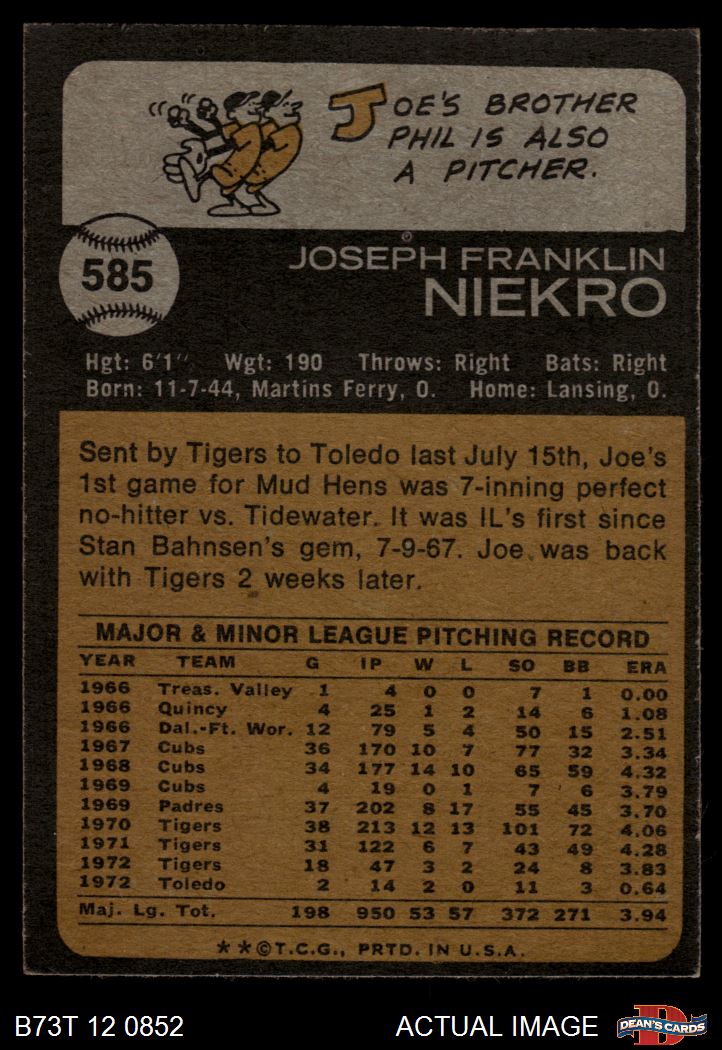 JOE'S BROTHER
PHIL IS ALSO
A PITCHER.
585
JOSEPH FRANKLIN
NIEKRO
Hgt: 6'1" Wgt: 190 Throws: Right Bats: Right
Born: 11-7-44, Martins Ferry, O. Home: Lansing, O.
Sent by Tigers to Toledo last July 15th, Joe's
1st game for Mud Hens was 7-inning perfect
no-hitter vs. Tidewater. It was IL's first since
Stan Bahnsen's gem, 7-9-67. Joe was back
with Tigers 2 weeks later.
MAJOR & MINOR LEAGUE PITCHING RECORD
YEAR TEAM G IP W L SO BB ERA
1966 Treas. Valley 1 4 0 0 7 1 0.00
1966 Quincy 4 25 1 2 14 6 1.08
1966 Dal.-Ft. Wor. 12 79 5 4 50 15 2.51
1967 Cubs 36 170 10 7 77 32 3.34
1968 Cubs 34 177 14 10 65 59 4.32
1969 Cubs 4 19 0 1 7 6 3.79
1969 Padres 37 202 8 17 55 45 3.70
1970 Tigers 38 213 12 13 101 72 4.06
1971 Tigers 31 122 6 7 43 49 4.28
1972 Tigers 18 47 3 2 24 8 3.83
1972 Toledo 2 14 2 0 11 3 0.64
Maj. Lg. Tot. 198 950 53 57 372 271 3.94
**©T.C.G., PRTD. IN U.S.A.
B73T 12 0852 ACTUAL IMAGE D DEAN'S CARDS